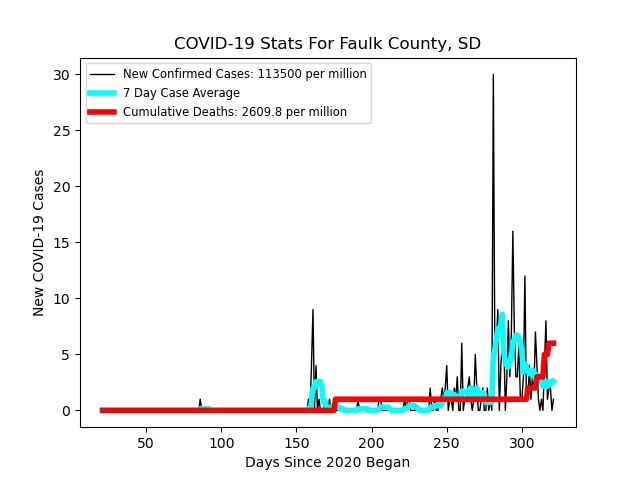 COVID-19 Stats For Faulk County, SD
New Confirmed Cases: 113500 per million
7 Day Case Average
Cumulative Deaths: 2609.8 per million
New COVID-19 Cases
30
25
20
15
10
5
0
50 100 150 200 250 300
Days Since 2020 Began